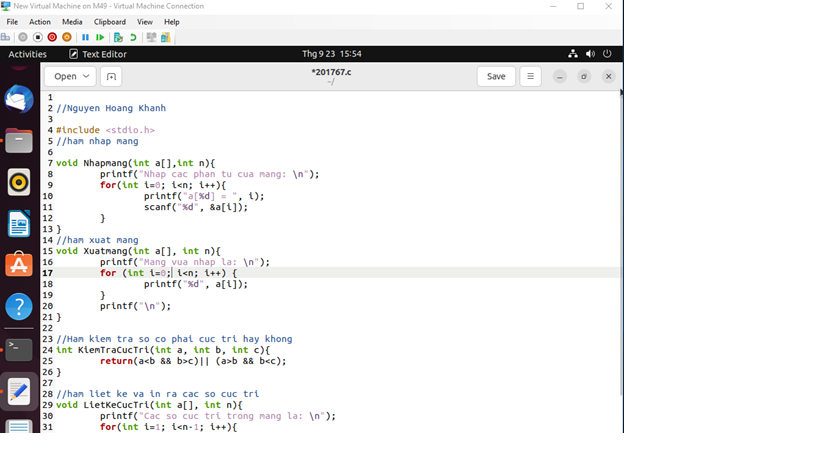 New Virtual Machine on M49 - Virtual Machine Connection
File Action Media Clipboard View Help
Activities Text Editor Thg 9 23 15:54
Open *201767.c Save
~/
1
2 //Nguyen Hoang Khanh
3
4 #include <stdio.h>
5 //ham nhap mang
6
7 void Nhapmang(int a[],int n){
8 printf("Nhap cac phan tu cua mang: \n");
9 for(int i=0; i<n; i++){
10 printf("a[%d] = ", i);
11 scanf("%d", &a[i]);
12 }
13 }
14 //ham xuat mang
15 void Xuatmang(int a[], int n){
16 printf("Mang vua nhap la: \n");
17 for (int i=0; i<n; i++) {
18 printf("%d", a[i]);
19 }
20 printf("\n");
21 }
22
23 //Ham kiem tra so co phai cuc tri hay khong
24 int KiemTraCucTri(int a, int b, int c){
25 return(a<b && b>c)|| (a>b && b<c);
26 }
27
28 //ham liet ke va in ra cac so cuc tri
29 void LietKeCucTri(int a[], int n){
30 printf("Cac so cuc tri trong mang la: \n");
31 for(int i=1; i<n-1; i++){